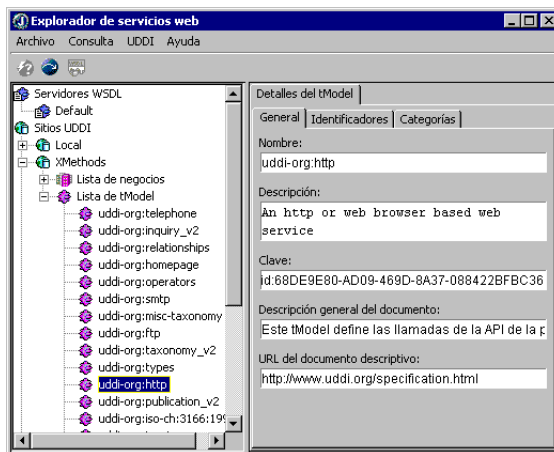 Explorador de servicios web
Archivo Consulta UDDI Ayuda
Servidores WSDL
Default
Sitios UDDI
Local
XMethods
Lista de negocios
Lista de tModel
uddi-org:telephone
uddi-org:inquiry_v2
uddi-org:relationships
uddi-org:homepage
uddi-org:operators
uddi-org:smtp
uddi-org:misc-taxonomy
uddi-org:ftp
uddi-org:taxonomy_v2
uddi-org:types
uddi-org:http
uddi-org:publication_v2
uddi-org:iso-ch:3166:199
Detalles del tModel
General Identificadores Categorías
Nombre:
uddi-org:http
Descripción:
An http or web browser based web
service
Clave:
id:68DE9E80-AD09-469D-8A37-088422BFBC36
Descripción general del documento:
Este tModel define las llamadas de la API de la p
URL del documento descriptivo:
http://www.uddi.org/specification.html